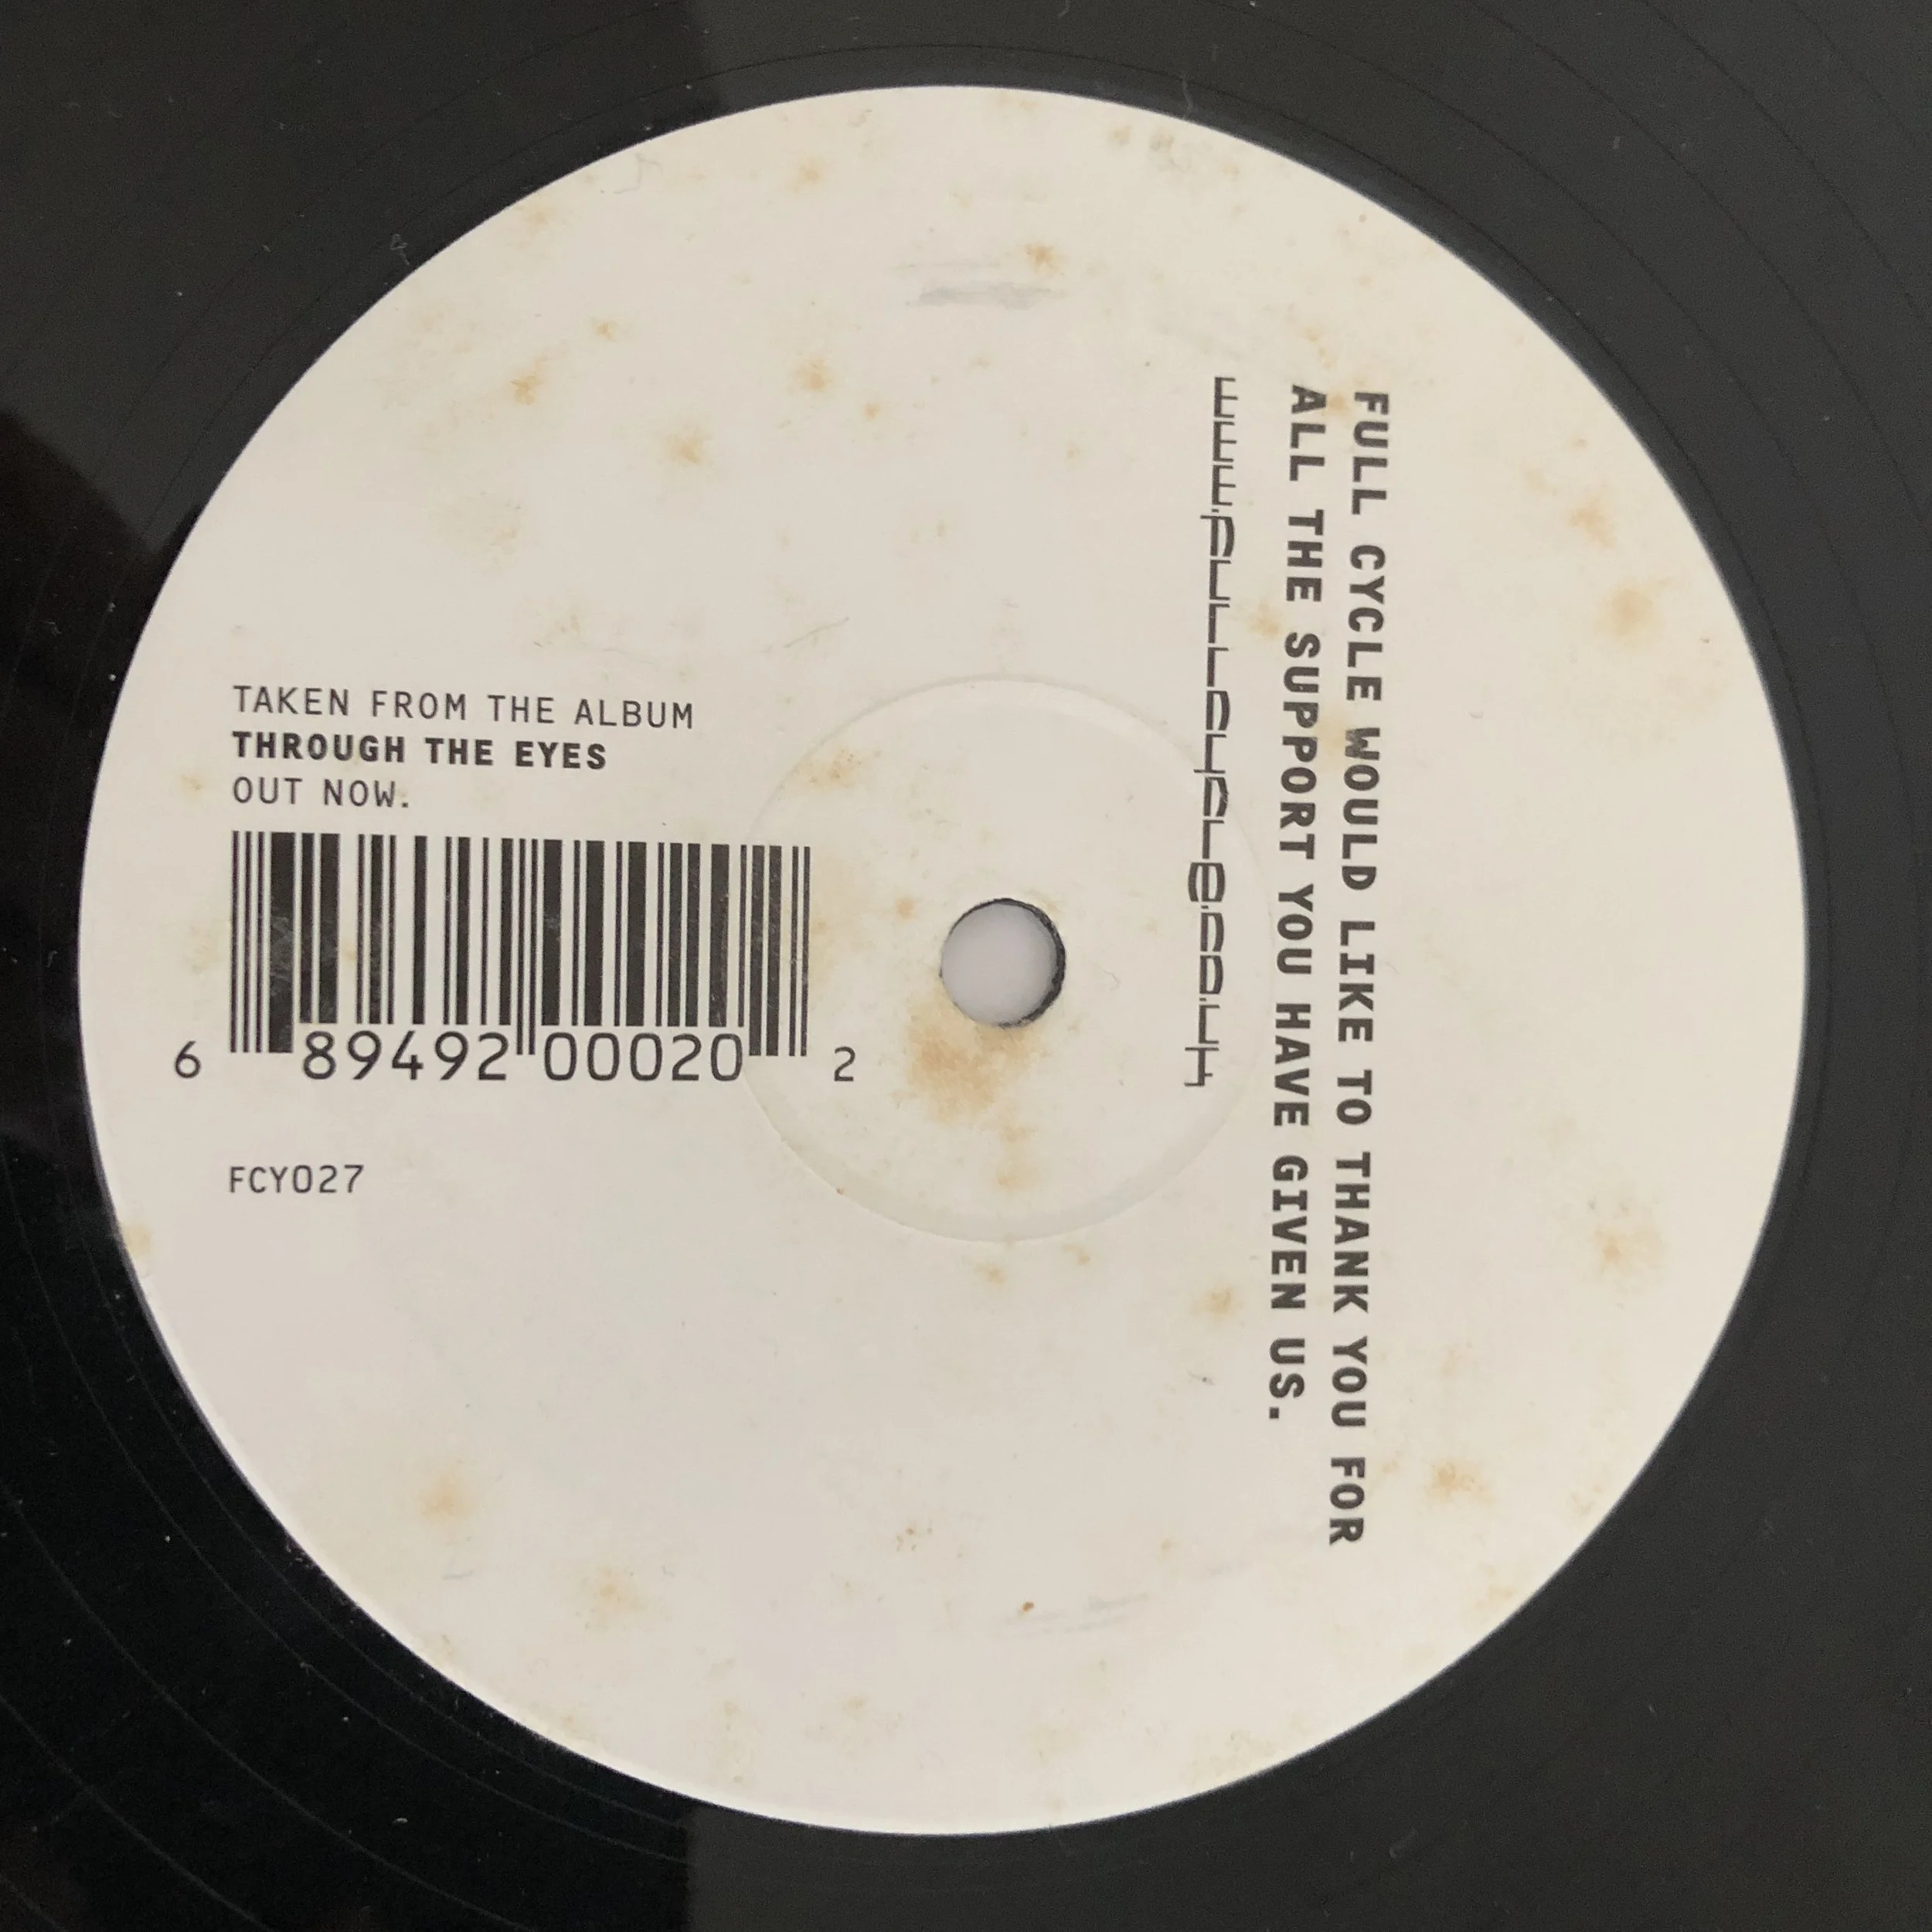 TAKEN FROM THE ALBUM
THROUGH THE EYES
OUT NOW.
6 89492 00020 2
FCY027
FULL CYCLE WOULD LIKE TO THANK YOU FOR
ALL THE SUPPORT YOU HAVE GIVEN US.